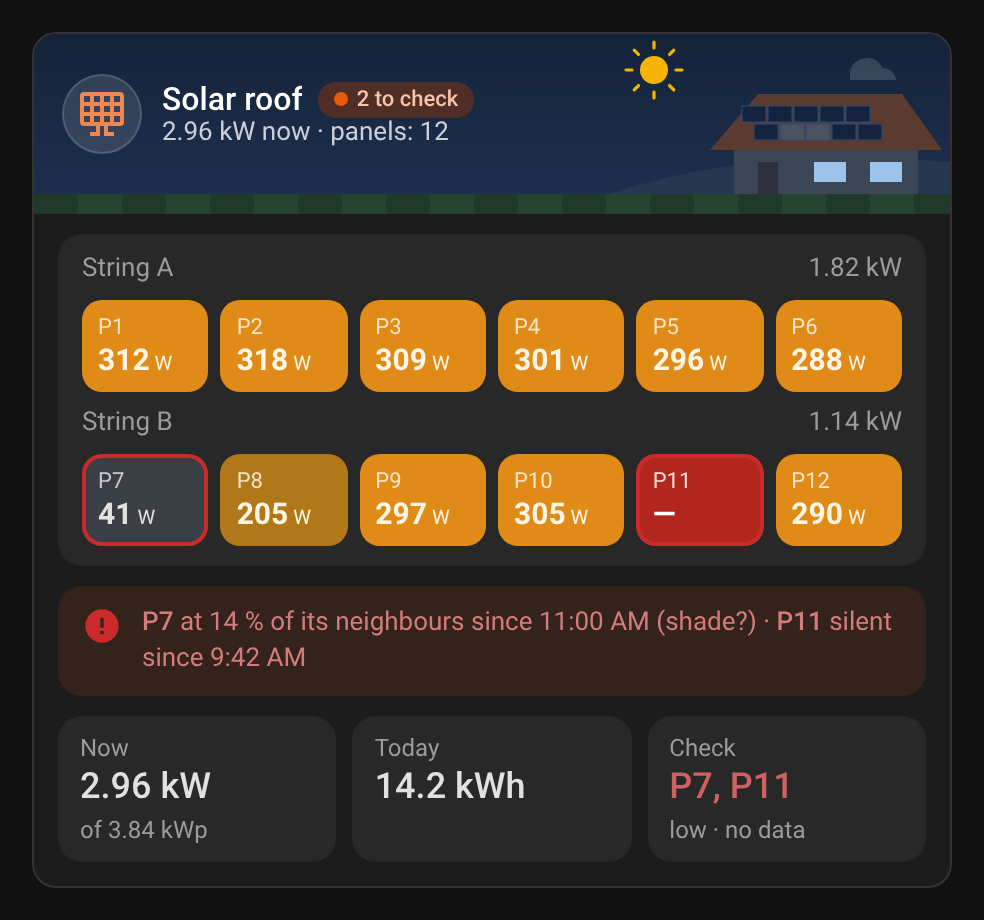 Solar roof
2 to check
2.96 kW now · panels: 12
String A
1.82 kW
P1
P2
P3
P4
P5
P6
312 W
318 W
309 W
301 W
296 W
288 W
String B
1.14 kW
P7
P8
P9
P10
P11
P12
41 W
205 W
297 W
305 W
–
290 W
P7 at 14 % of its neighbours since 11:00 AM (shade?) · P11 silent
since 9:42 AM
Now
Today
Check
2.96 kW
14.2 kWh
P7, P11
of 3.84 kWp
low · no data